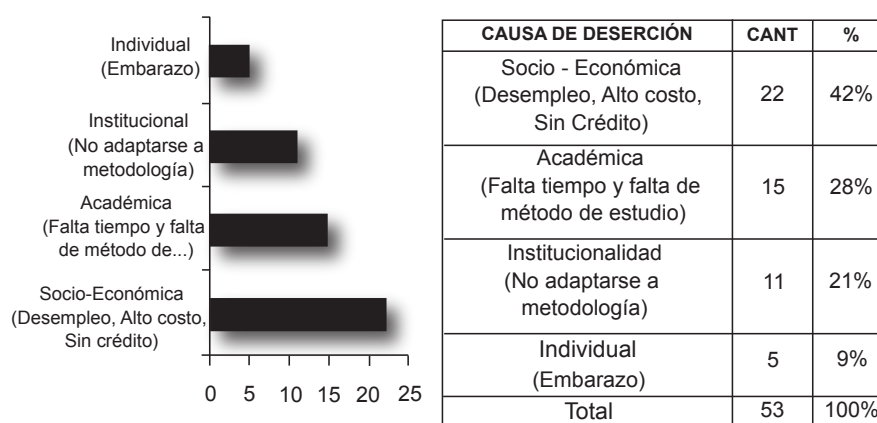 Individual
(Embarazo)
Institucional
(No adaptarse a
metodología)
Académica
(Falta tiempo y falta
de método de...)
Socio-Económica
(Desempleo, Alto costo,
Sin crédito)
0 5 10 15 20 25
CAUSA DE DESERCIÓN CANT %
Socio - Económica
(Desempleo, Alto costo,
Sin Crédito)
22 42%
Académica
(Falta tiempo y falta de
método de estudio)
15 28%
Institucionalidad
(No adaptarse a
metodología)
11 21%
Individual
(Embarazo)
5 9%
Total 53 100%